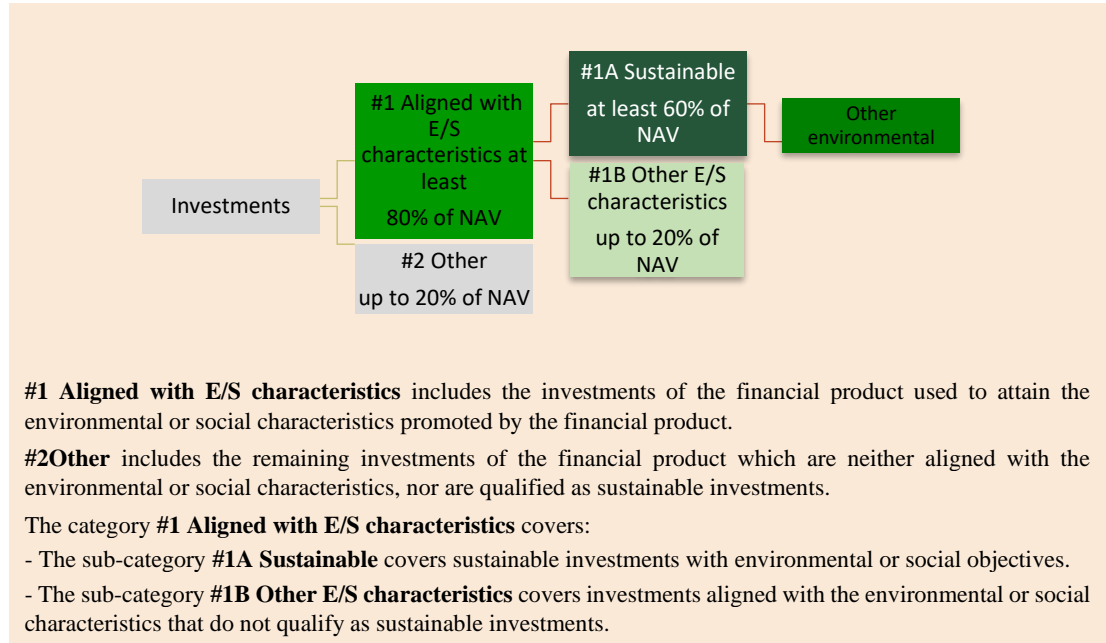 Investments
#1 Aligned with
E/S
characteristics at
least
80% of NAV
#2 Other
up to 20% of NAV
#1A Sustainable
at least 60% of
NAV
#1B Other E/S
characteristics
up to 20% of
NAV
Other
environmental
#1 Aligned with E/S characteristics includes the investments of the financial product used to attain the
environmental or social characteristics promoted by the financial product.
#2Other includes the remaining investments of the financial product which are neither aligned with the
environmental or social characteristics, nor are qualified as sustainable investments.
The category #1 Aligned with E/S characteristics covers:
- The sub-category #1A Sustainable covers sustainable investments with environmental or social objectives.
- The sub-category #1B Other E/S characteristics covers investments aligned with the environmental or social
characteristics that do not qualify as sustainable investments.